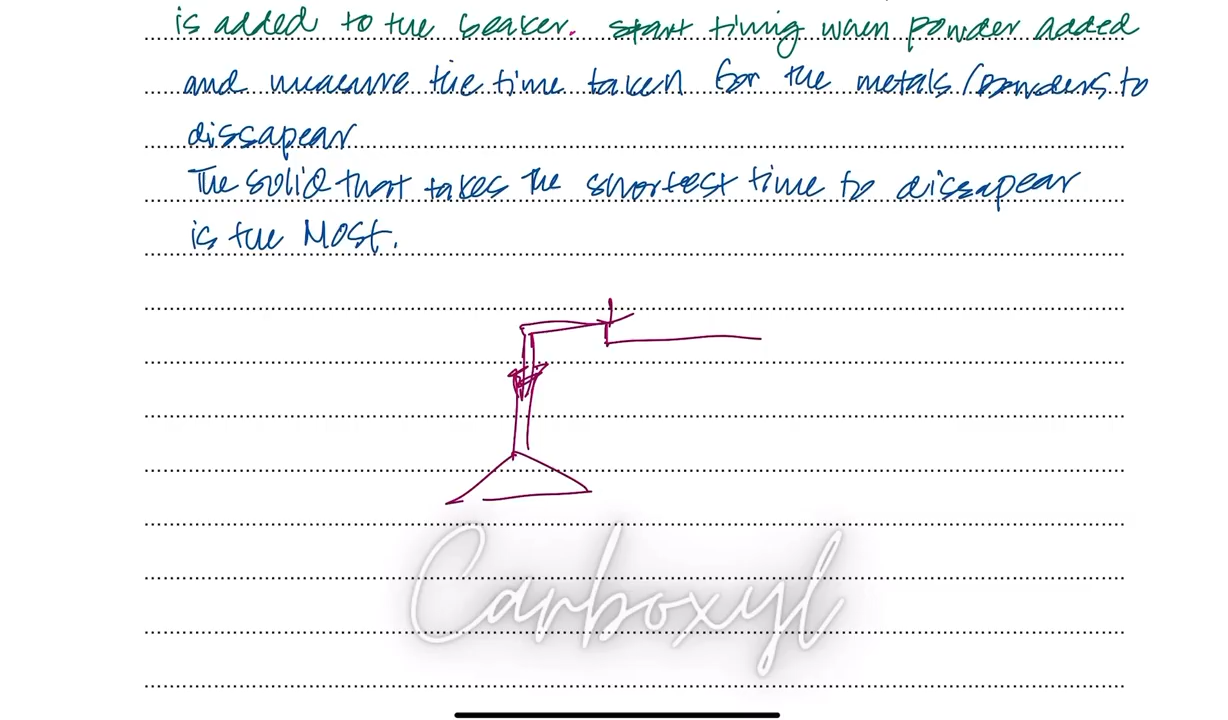 is added to the beaker. start timing when powder added
and measure the time taken for the metals/powders to
dissapear
The solid that takes the shortest time to dissapear
is the Most.
Carboxyl